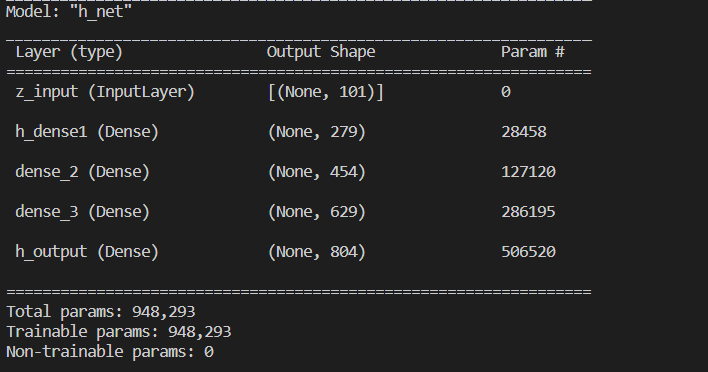 Model: "h_net"
_________________________________________________________________
Layer (type) Output Shape Param #
=================================================================
z_input (InputLayer) [(None, 101)] 0
h_dense1 (Dense) (None, 279) 28458
dense_2 (Dense) (None, 454) 127120
dense_3 (Dense) (None, 629) 286195
h_output (Dense) (None, 804) 506520
=================================================================
Total params: 948,293
Trainable params: 948,293
Non-trainable params: 0